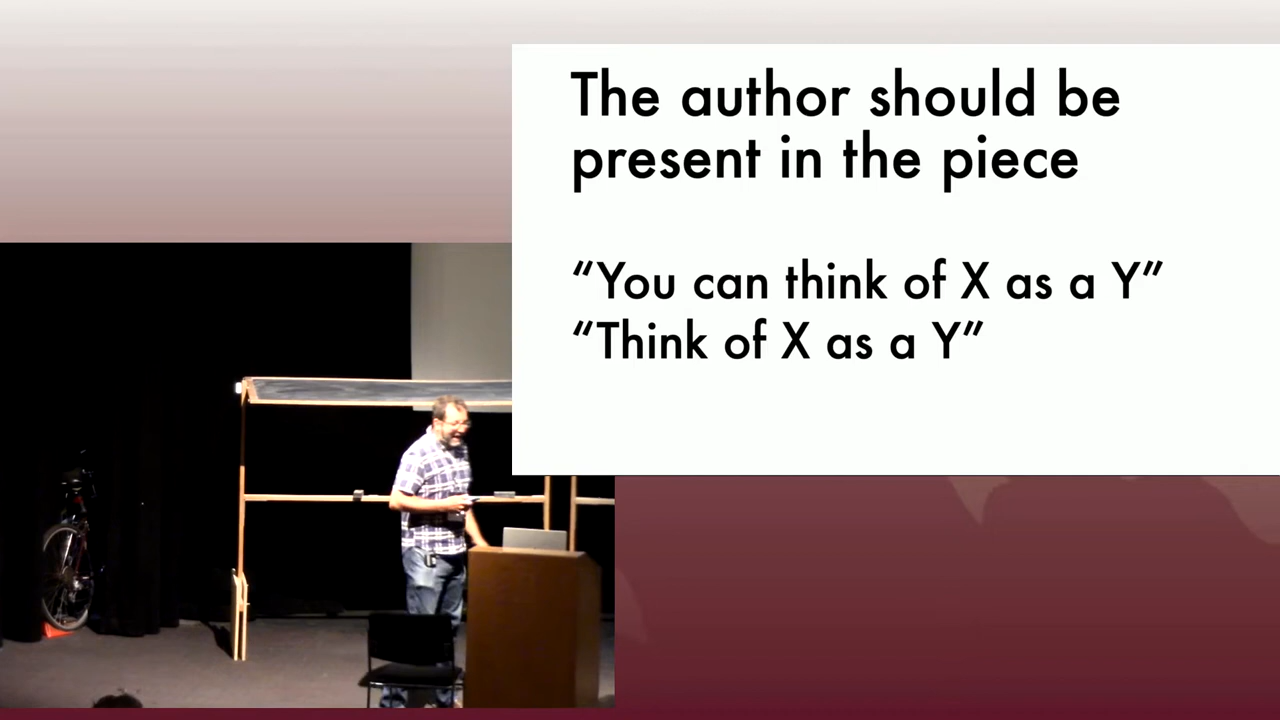 The author should be
present in the piece
“You can think of X as a Y”
“Think of X as a Y”